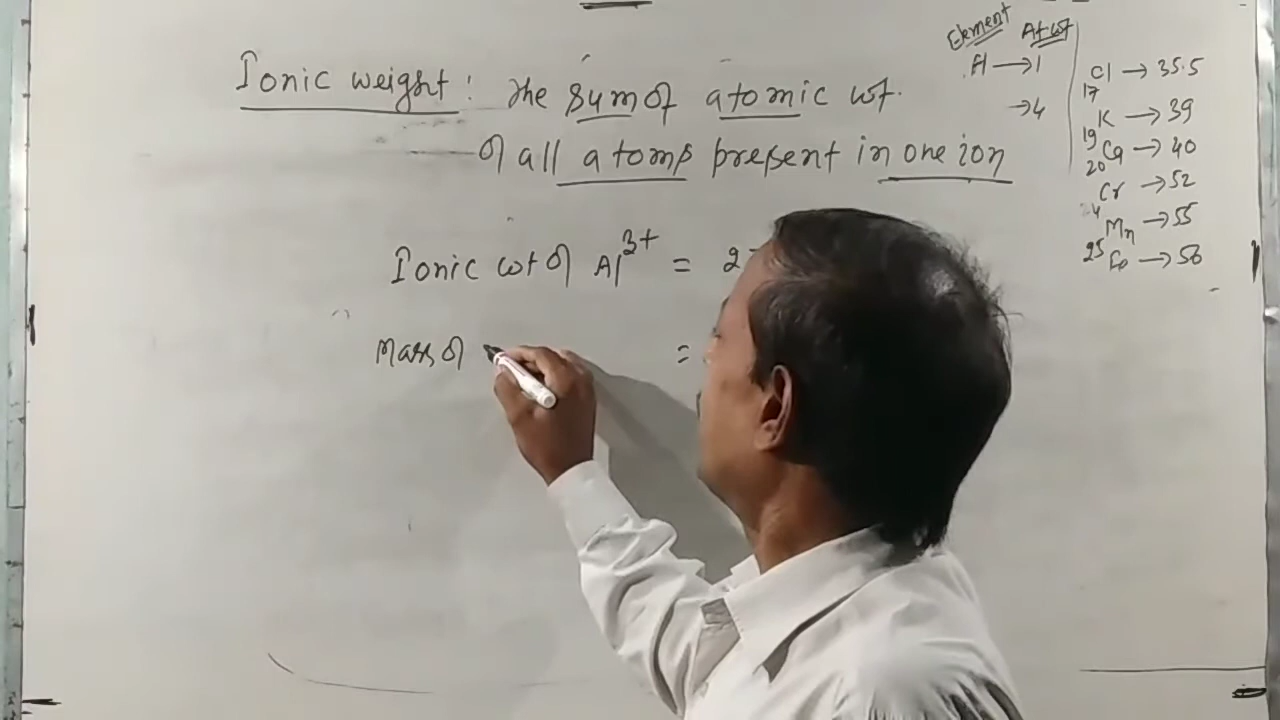 Element At wt
H → 1
→ 4
Cl → 35.5
17
K → 39
19
Ca → 40
20
Cr → 52
Mn → 55
25
Fe → 56
Ionic weight : The sum of atomic wt.
of all atoms present in one ion
Ionic wt of Al3+ = 2
Mass of =